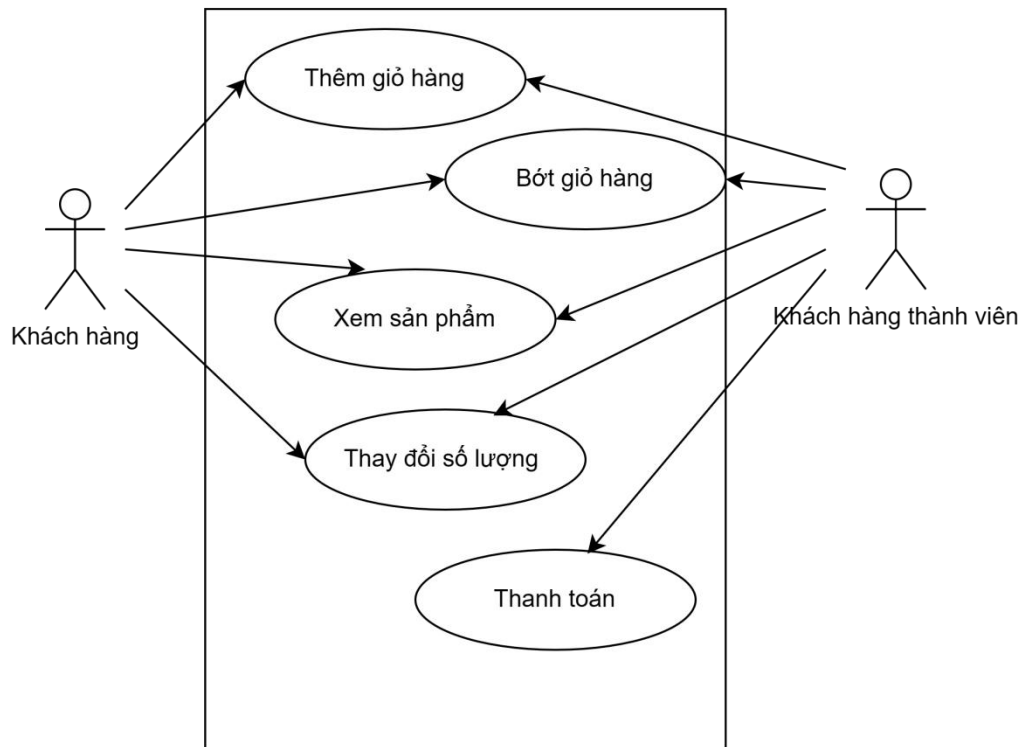 Thêm giỏ hàng
Bớt giỏ hàng
Xem sản phẩm
Khách hàng
Khách hàng thành viên
Thay đổi số lượng
Thanh toán